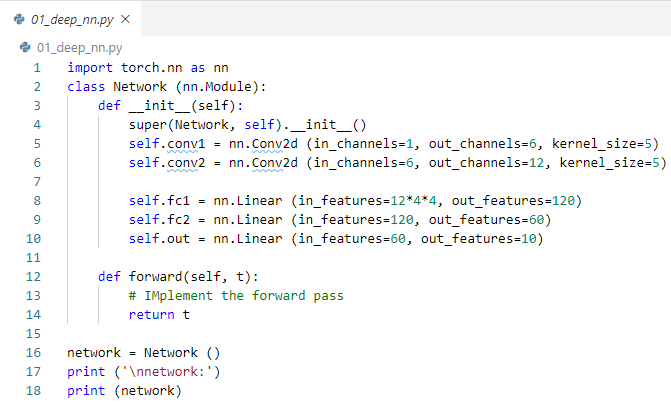 01_deep_nn.py ×
01_deep_nn.py
1 import torch.nn as nn
2 class Network (nn.Module):
3     def __init__(self):
4         super(Network, self).__init__()
5         self.conv1 = nn.Conv2d (in_channels=1, out_channels=6, kernel_size=5)
6         self.conv2 = nn.Conv2d (in_channels=6, out_channels=12, kernel_size=5)
7
8         self.fc1 = nn.Linear (in_features=12*4*4, out_features=120)
9         self.fc2 = nn.Linear (in_features=120, out_features=60)
10         self.out = nn.Linear (in_features=60, out_features=10)
11
12     def forward(self, t):
13         # IMplement the forward pass
14         return t
15
16 network = Network ()
17 print ('\nnetwork:')
18 print (network)